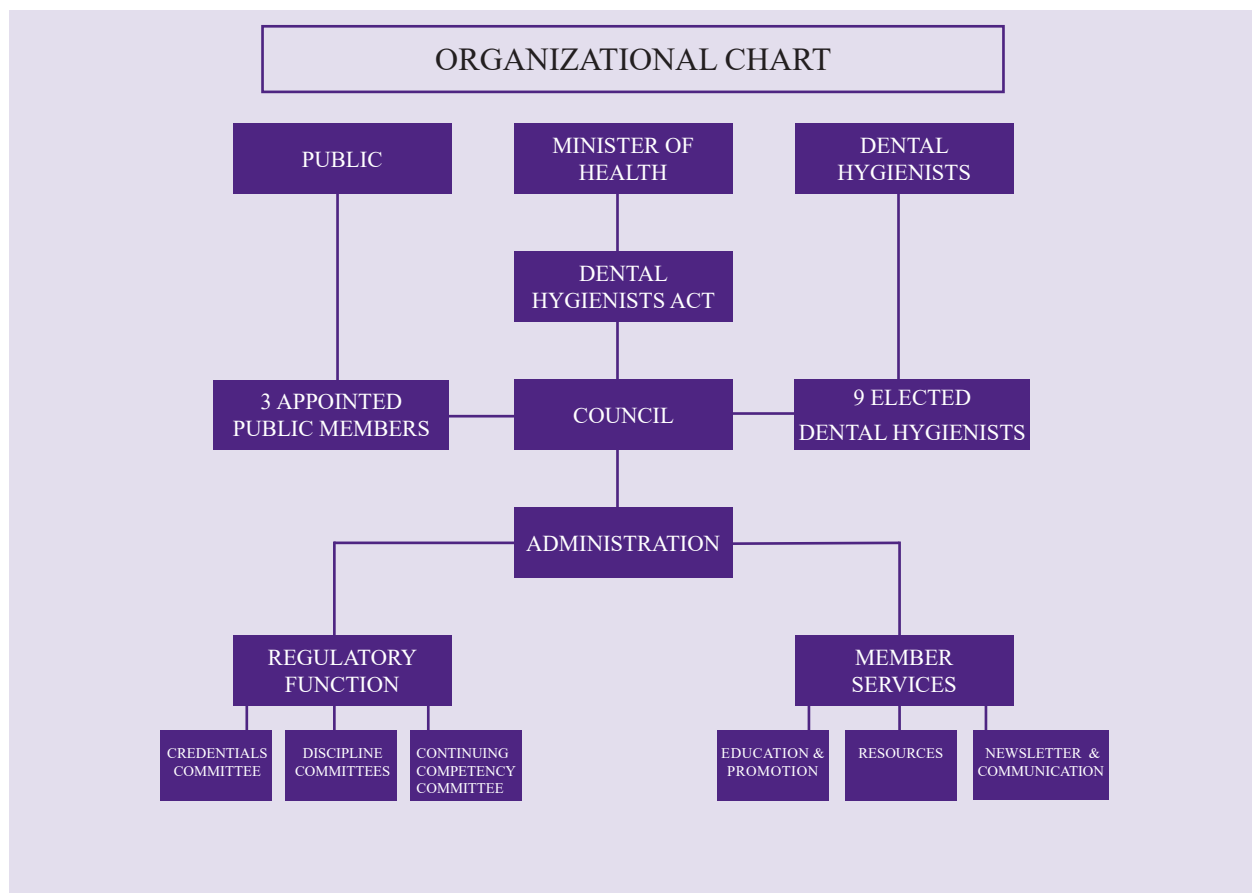 ORGANIZATIONAL CHART
PUBLIC
MINISTER OF
HEALTH
DENTAL
HYGIENISTS
DENTAL
HYGIENISTS ACT
3 APPOINTED
PUBLIC MEMBERS
COUNCIL
9 ELECTED
DENTAL HYGIENISTS
ADMINISTRATION
REGULATORY
FUNCTION
MEMBER
SERVICES
CREDENTIALS
COMMITTEE
DISCIPLINE
COMMITTEES
CONTINUING
COMPETENCY
COMMITTEE
EDUCATION &
PROMOTION
RESOURCES
NEWSLETTER &
COMMUNICATION